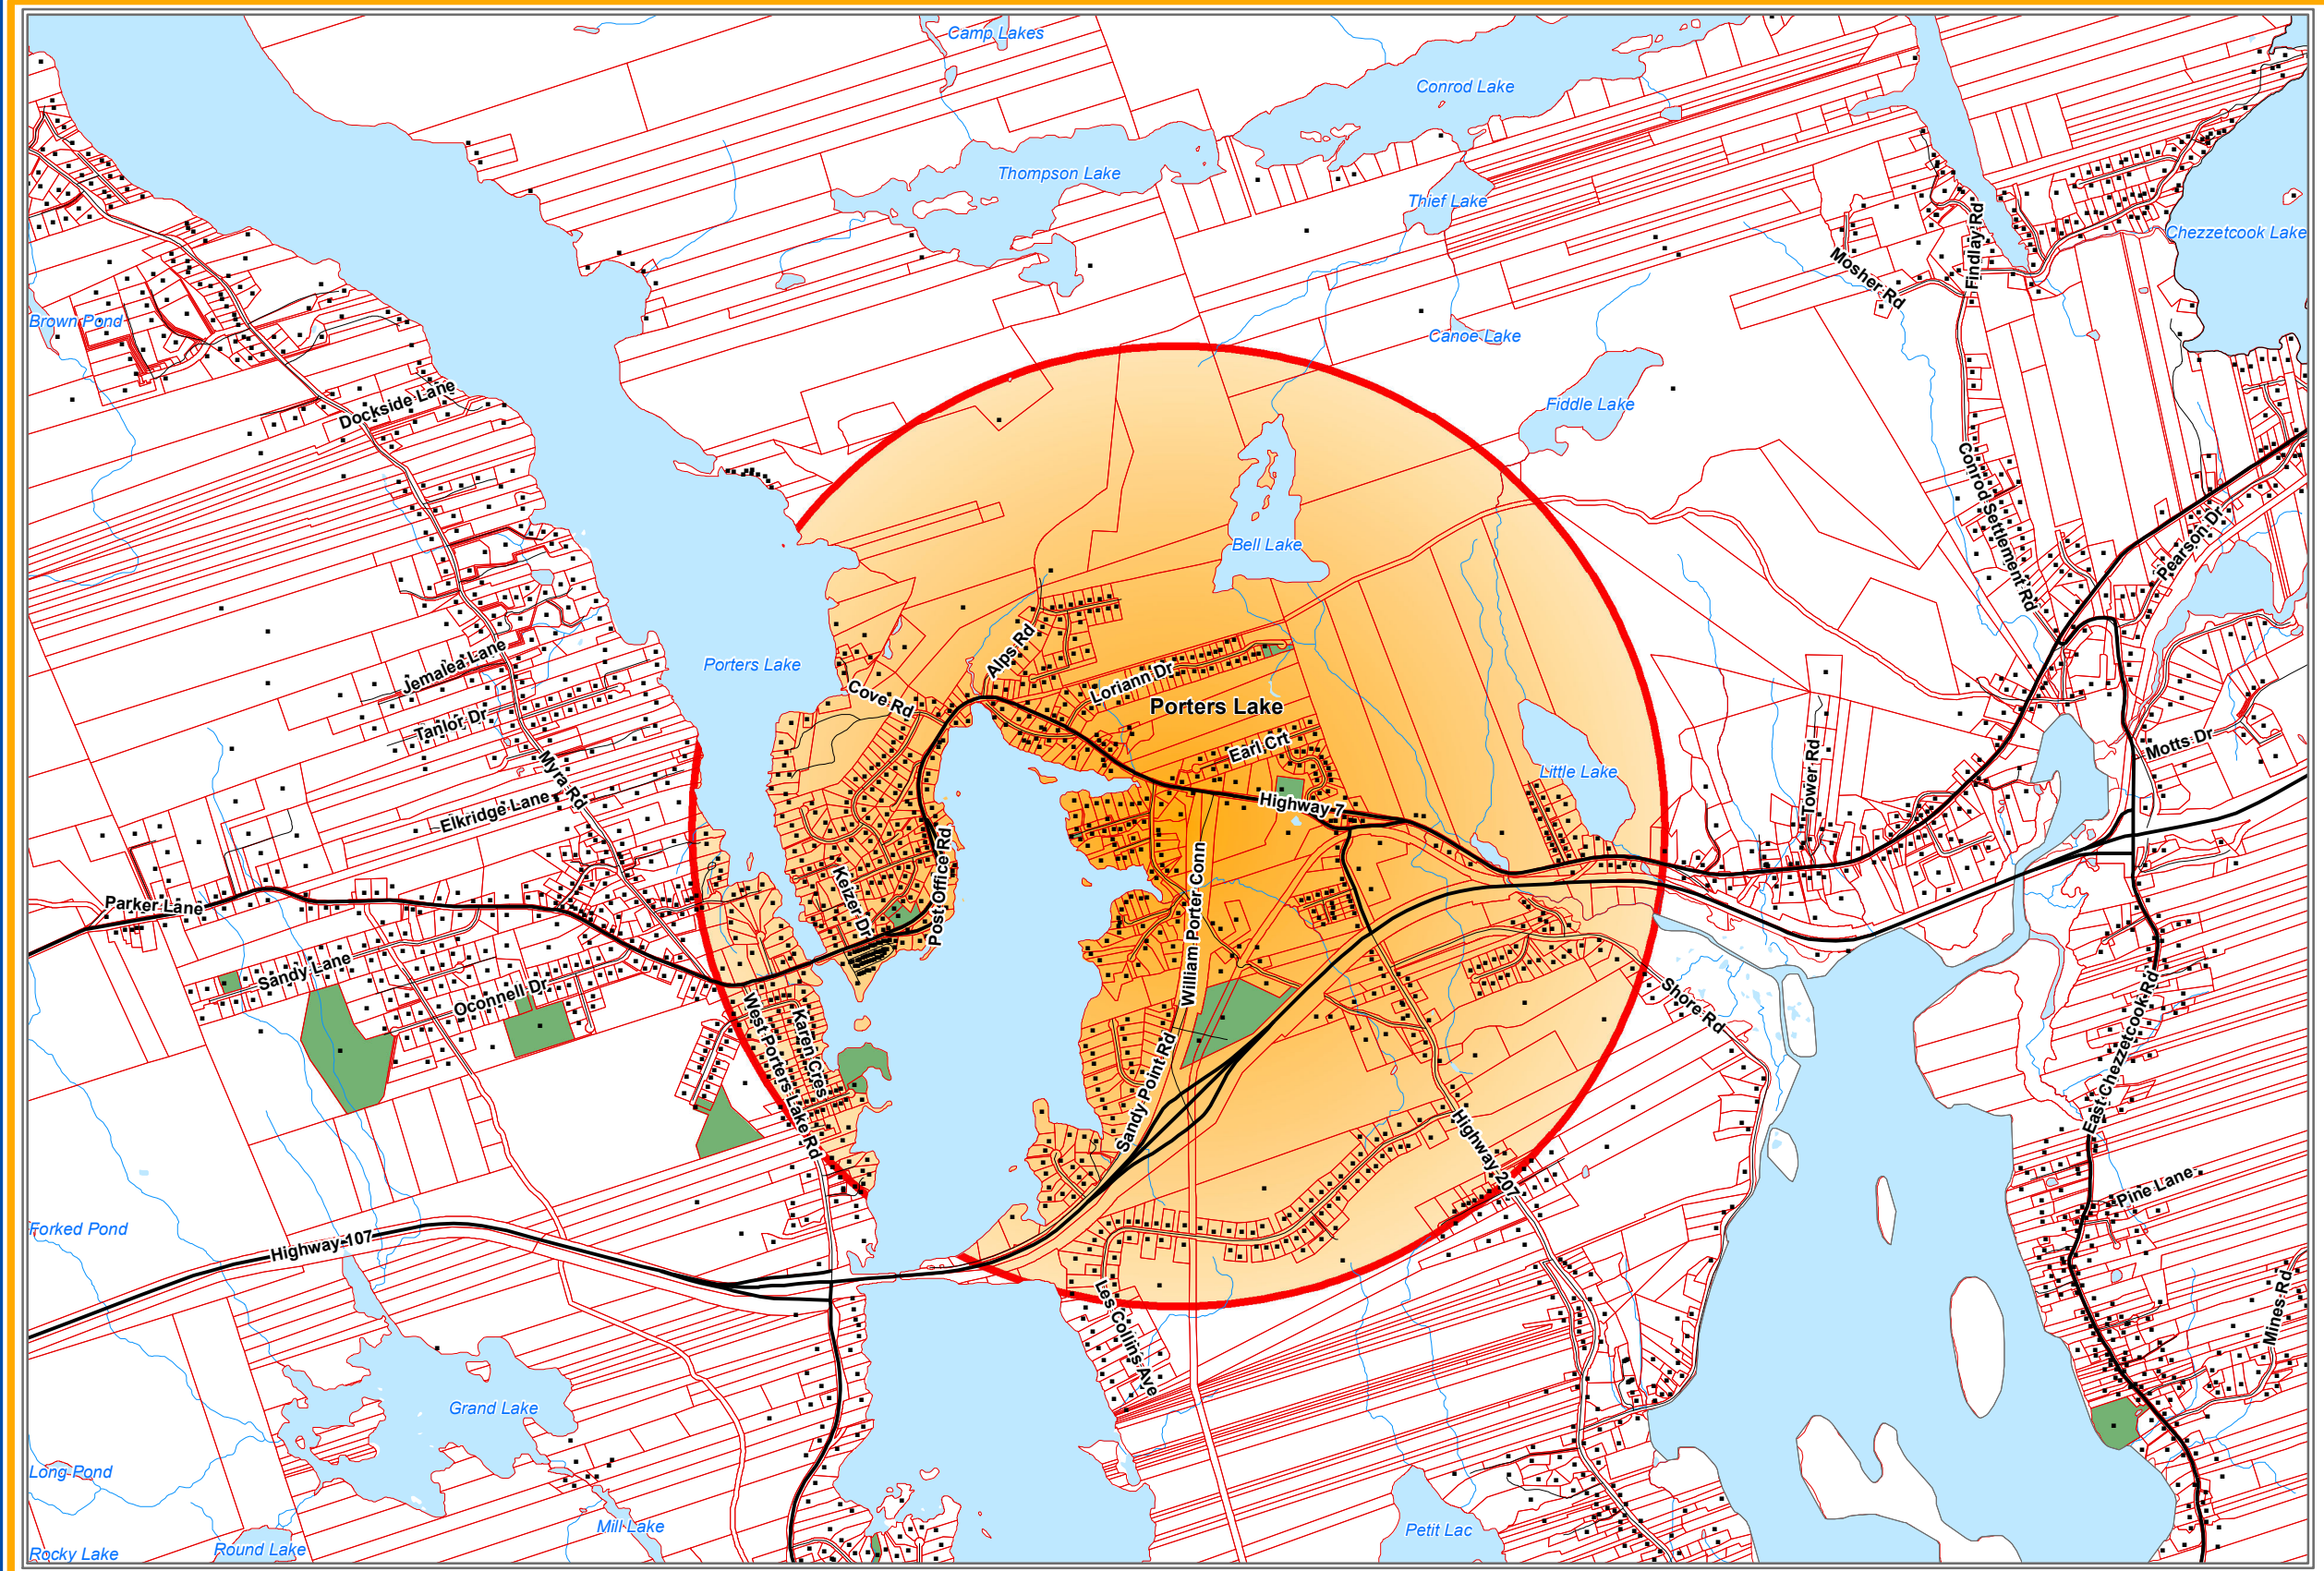 Camp Lakes
Conrod Lake
Thompson Lake
Thief Lake
Chezzetcook Lake
Findlay Rd
Mosher Rd
Brown Pond
Canoe Lake
Dockside Lane
Fiddle Lake
Conrod Settlement Rd
Pearson Dr
Bell Lake
Porters Lake
Jemalea Lane
Alps Rd
Loriann Dr
Cove Rd
Porters Lake
Tanlor Dr
Earl Crt
Motts Dr
Myra Rd
Little Lake
Tower Rd
Elkridge Lane
Highway 7
Post Office Rd
Keizer Dr
William Porter Conn
Parker Lane
Sandy Lane
Oconnell Dr
Shore Rd
West Porters Lake Rd
Karen Cres
Sandy Point Rd
East Chezzetcook Rd
Highway 207
Pine Lane
Forked Pond
Highway 107
Les Collins Ave
Mines Rd
Grand Lake
Long Pond
Mill Lake
Petit Lac
Round Lake
Rocky Lake